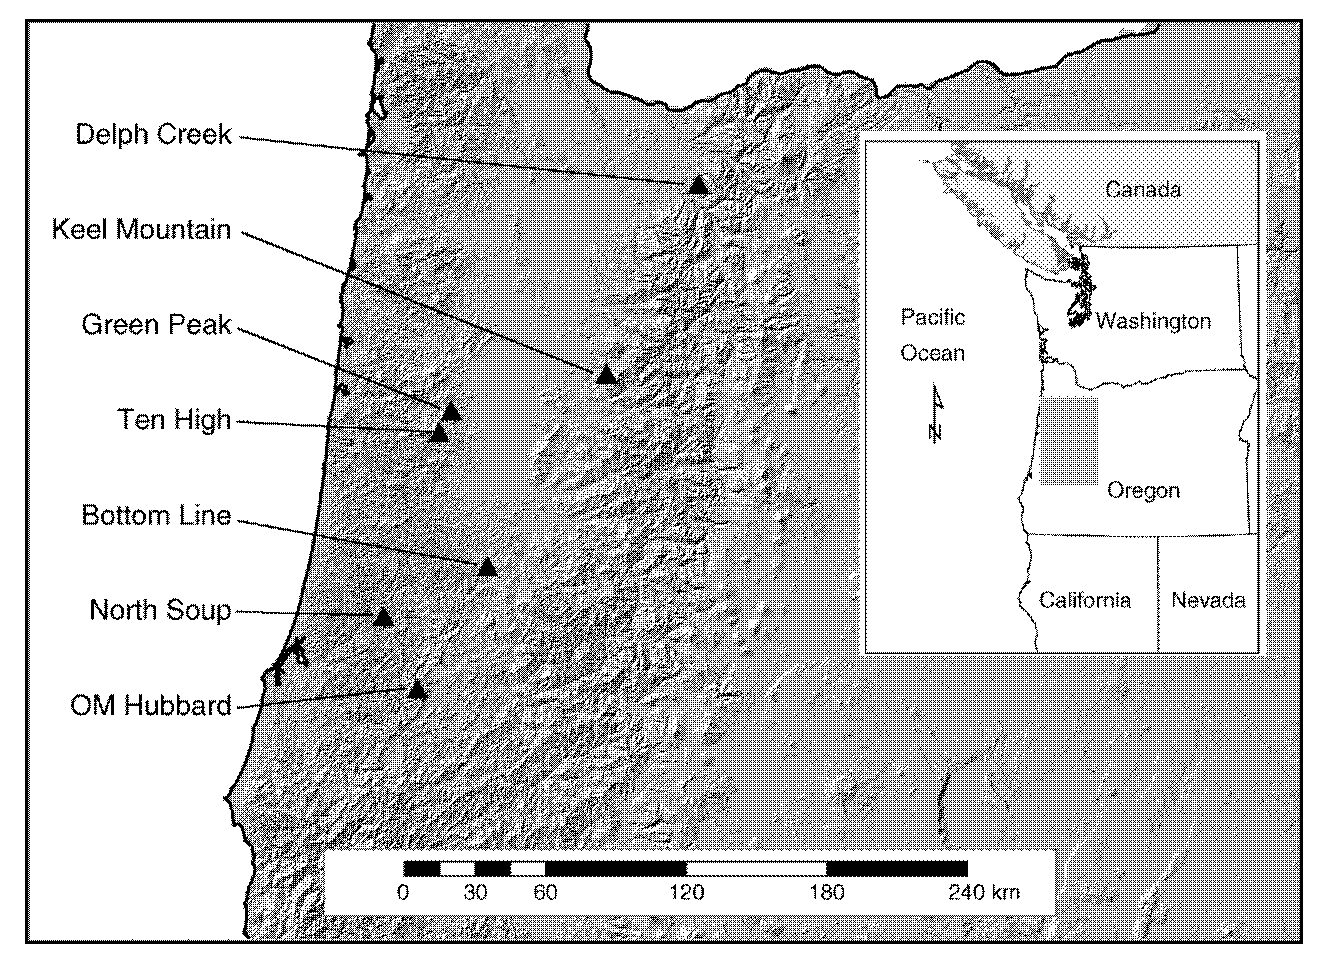 Delph Creek
Keel Mountain
Green Peak
Ten High
Bottom Line
North Soup
OM Hubbard
Canada
Washington
Pacific
Ocean
N
Oregon
California
Nevada
0 30 60 120 180 240 km